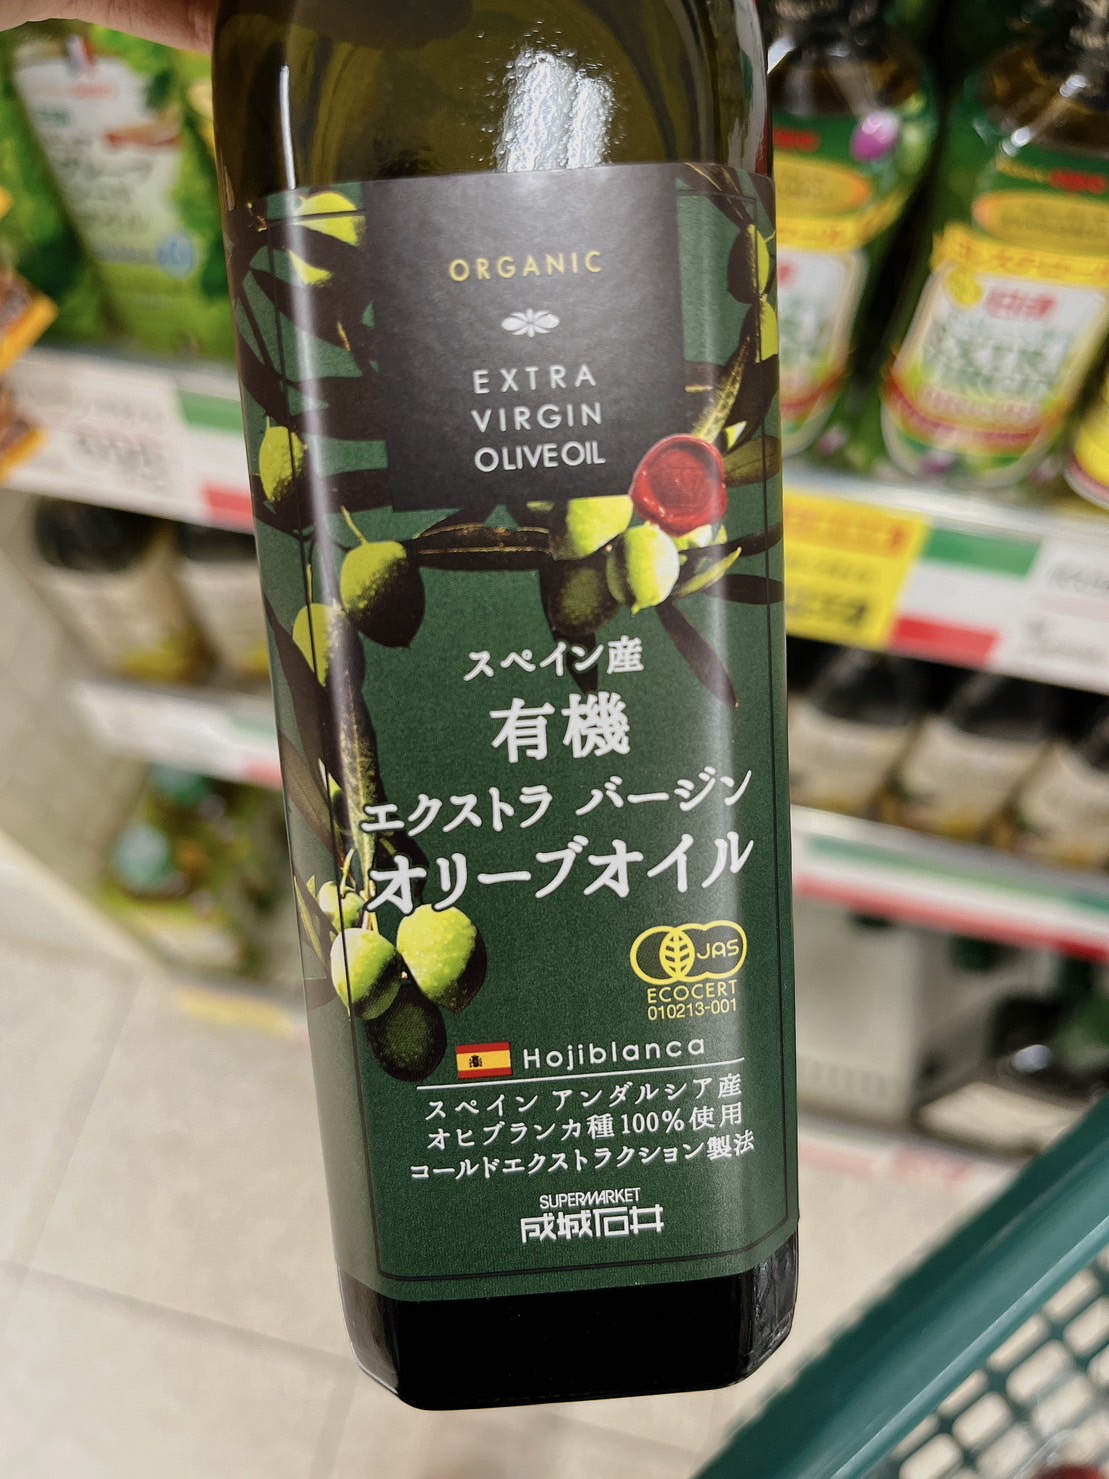 ORGANIC
EXTRA
VIRGIN
OLIVE OIL
スペイン産
有機
エクストラ バージン
オリーブオイル
JAS
ECOCERT
010213-001
Hojiblanca
スペイン アンダルシア産
オヒブランカ種100%使用
コールドエクストラクション製法
SUPERMARKET
成城石井